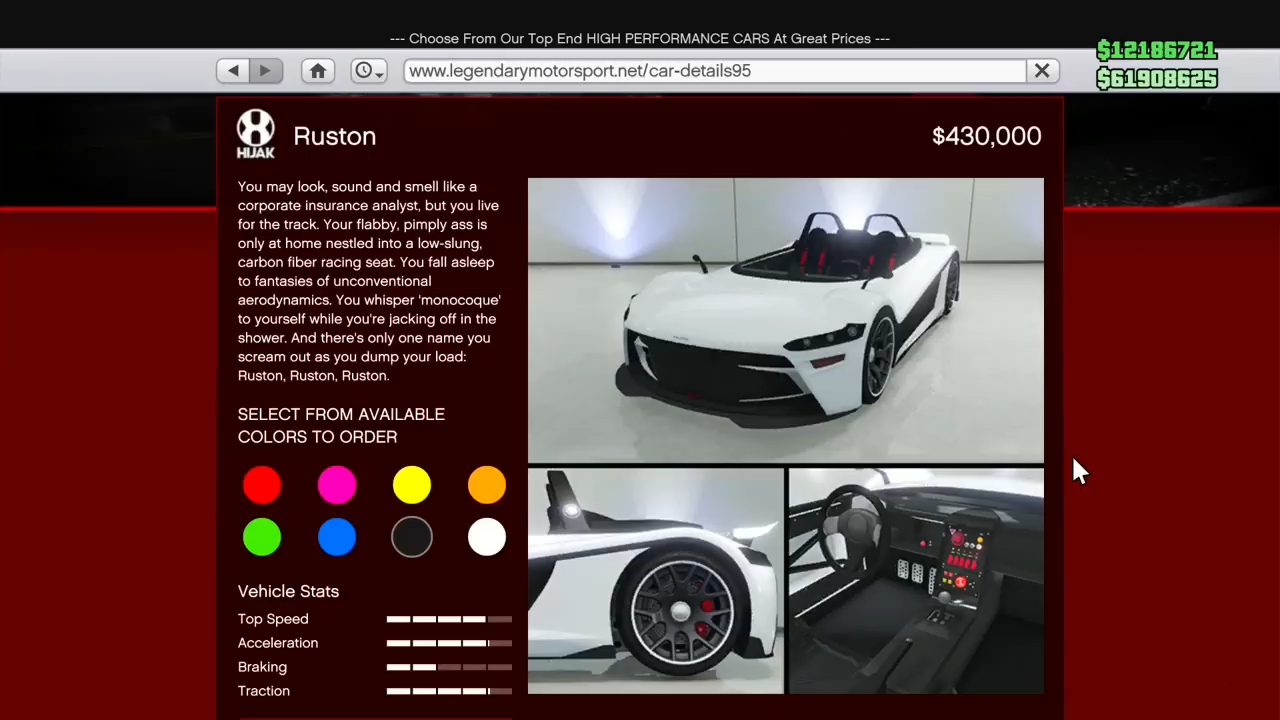 --- Choose From Our Top End HIGH PERFORMANCE CARS At Great Prices ---
$12186721
www.legendarymotorsport.net/car-details95
$61908625
HIJAK
Ruston
$430,000
You may look, sound and smell like a
corporate insurance analyst, but you live
for the track. Your flabby, pimply ass is
only at home nestled into a low-slung,
carbon fiber racing seat. You fall asleep
to fantasies of unconventional
aerodynamics. You whisper 'monocoque'
to yourself while you're jacking off in the
shower. And there's only one name you
scream out as you dump your load:
Ruston, Ruston, Ruston.
SELECT FROM AVAILABLE
COLORS TO ORDER
Vehicle Stats
Top Speed
Acceleration
Braking
Traction